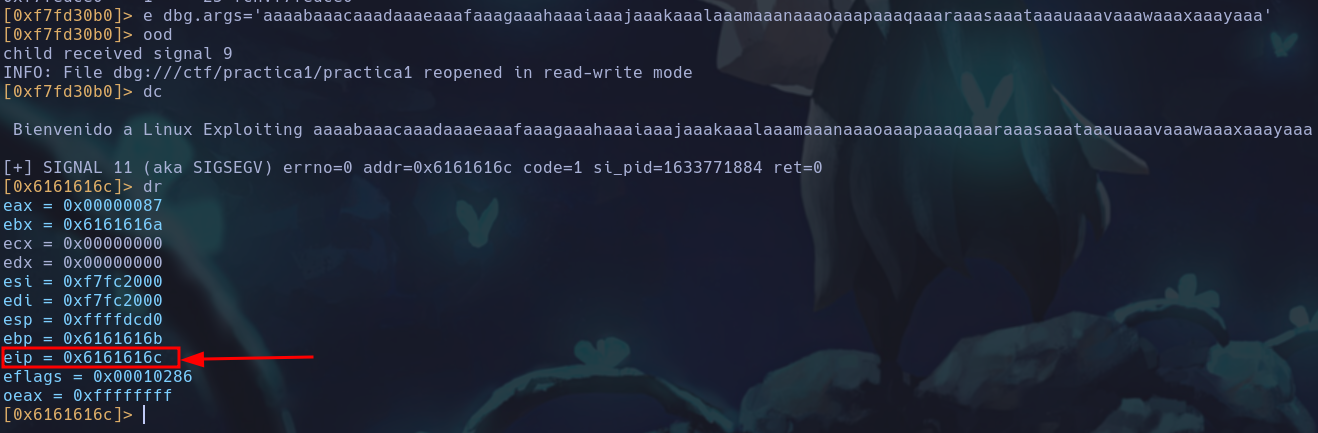 [0xf7fd30b0]> e dbg.args='aaaabaaacaaadaaaeaaafaaagaaahaaaiaaajaaakaaalaaamaaanaaaoaaapaaaqaaaraaasaaataaauaaavaaawaaaxaaayaaa'
[0xf7fd30b0]> ood
child received signal 9
INFO: File dbg:///ctf/practica1/practica1 reopened in read-write mode
[0xf7fd30b0]> dc
Bienvenido a Linux Exploiting aaaabaaacaaadaaaeaaafaaagaaahaaaiaaajaaakaaalaaamaaanaaaoaaapaaaqaaaraaasaaataaauaaavaaawaaaxaaayaaa
[+] SIGNAL 11 (aka SIGSEGV) errno=0 addr=0x6161616c code=1 si_pid=1633771884 ret=0
[0x6161616c]> dr
eax = 0x00000087
ebx = 0x6161616a
ecx = 0x00000000
edx = 0x00000000
esi = 0xf7fc2000
edi = 0xf7fc2000
esp = 0xffffdcd0
ebp = 0x6161616b
eip = 0x6161616c
eflags = 0x00010286
oeax = 0xffffffff
[0x6161616c]>